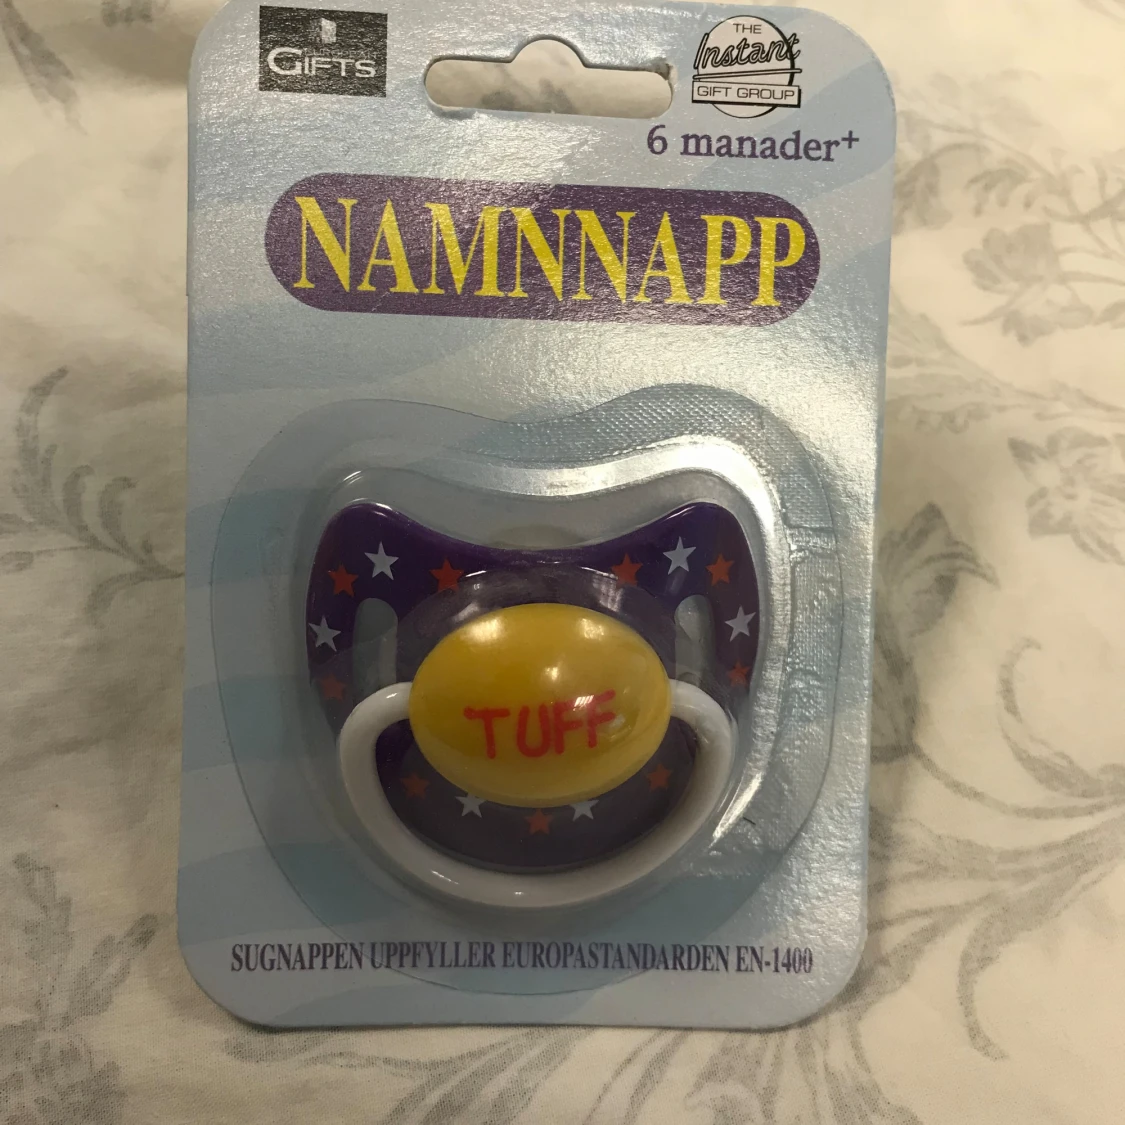 GIFTS
THE
Instant
GIFT GROUP
6 manader+
NAMNNAPP
TUFF
SUGNAPPEN UPPFYLLER EUROPASTANDARDEN EN-1400